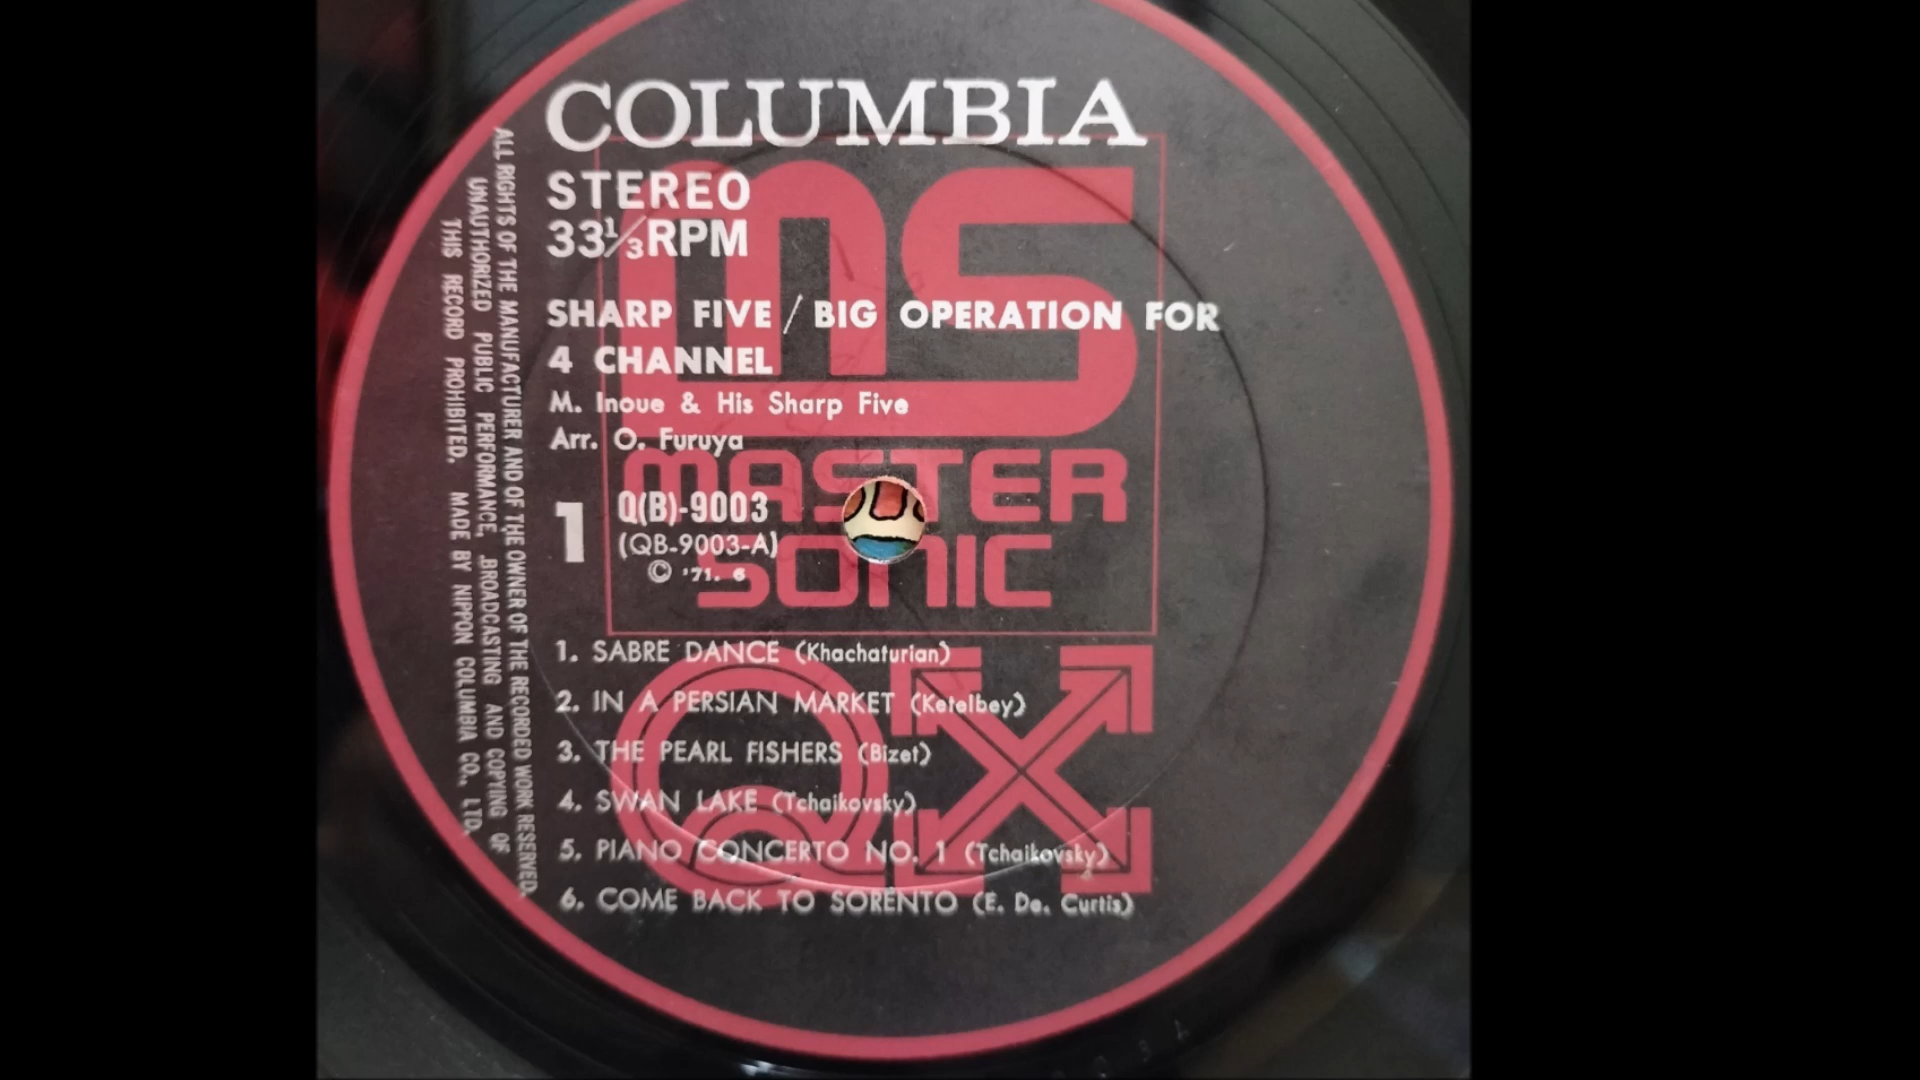 COLUMBIA
STEREO
33⅓RPM
SHARP FIVE / BIG OPERATION FOR
4 CHANNEL
M. Inoue & His Sharp Five
Arr. O. Furuya
ms
MASTER
SONIC
1
Q(B)-9003
(QB-9003-A)
© '71. 6
1. SABRE DANCE (Khachaturian)
2. IN A PERSIAN MARKET (Ketelbey)
3. THE PEARL FISHERS (Bizet)
4. SWAN LAKE (Tchaikovsky)
5. PIANO CONCERTO NO. 1 (Tchaikovsky)
6. COME BACK TO SORENTO (E. De. Curtis)
QX
ALL RIGHTS OF THE MANUFACTURER AND OF THE OWNER OF THE RECORDED WORK RESERVED.
UNAUTHORIZED PUBLIC PERFORMANCE, BROADCASTING AND COPYING OF
THIS RECORD PROHIBITED. MADE BY NIPPON COLUMBIA CO., LTD.